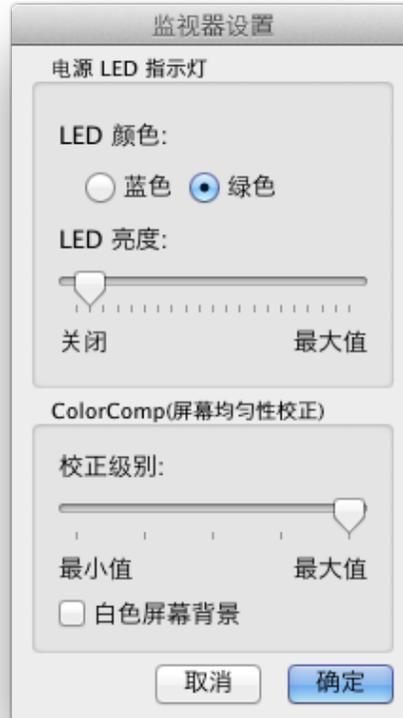 监视器设置
电源 LED 指示灯
LED 颜色:
蓝色 绿色
LED 亮度:
关闭 最大值
ColorComp(屏幕均匀性校正)
校正级别:
最小值 最大值
白色屏幕背景
取消 确定